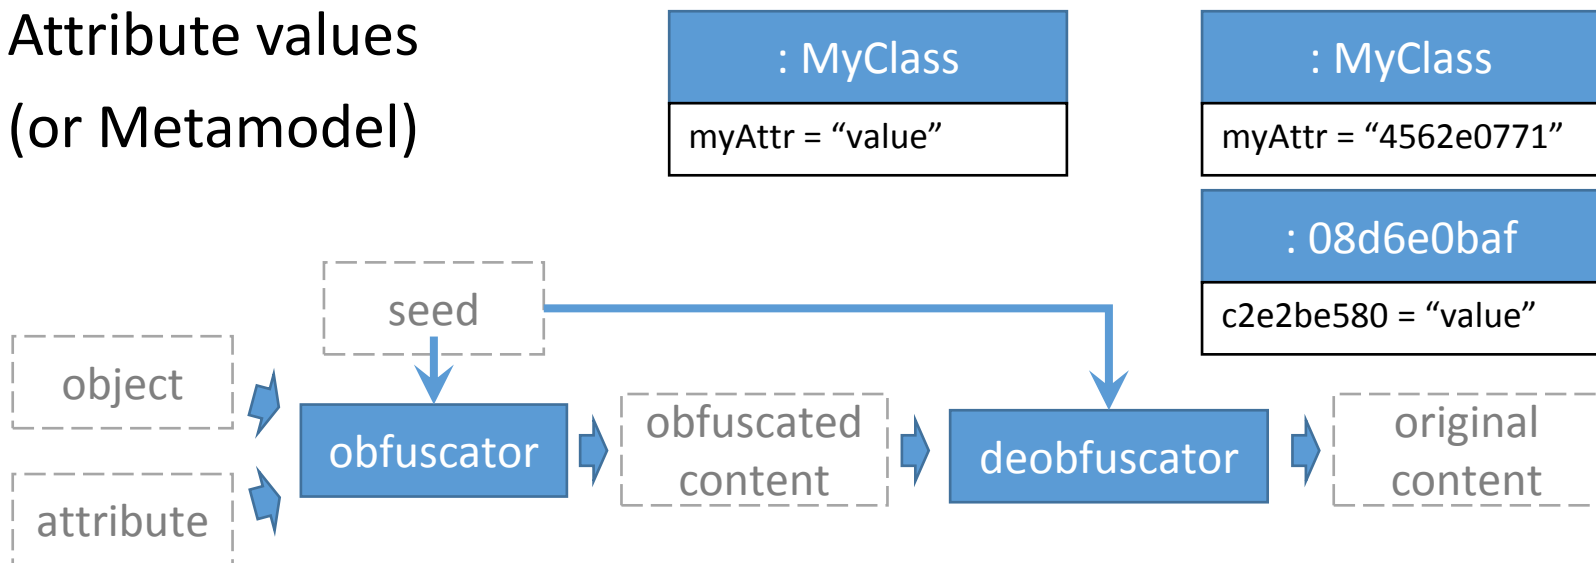 Attribute values
(or Metamodel)
: MyClass
myAttr = “value”
: MyClass
myAttr = “4562e0771”
: 08d6e0baf
c2e2be580 = “value”
seed
object
attribute
obfuscator
obfuscated
content
deobfuscator
original
content